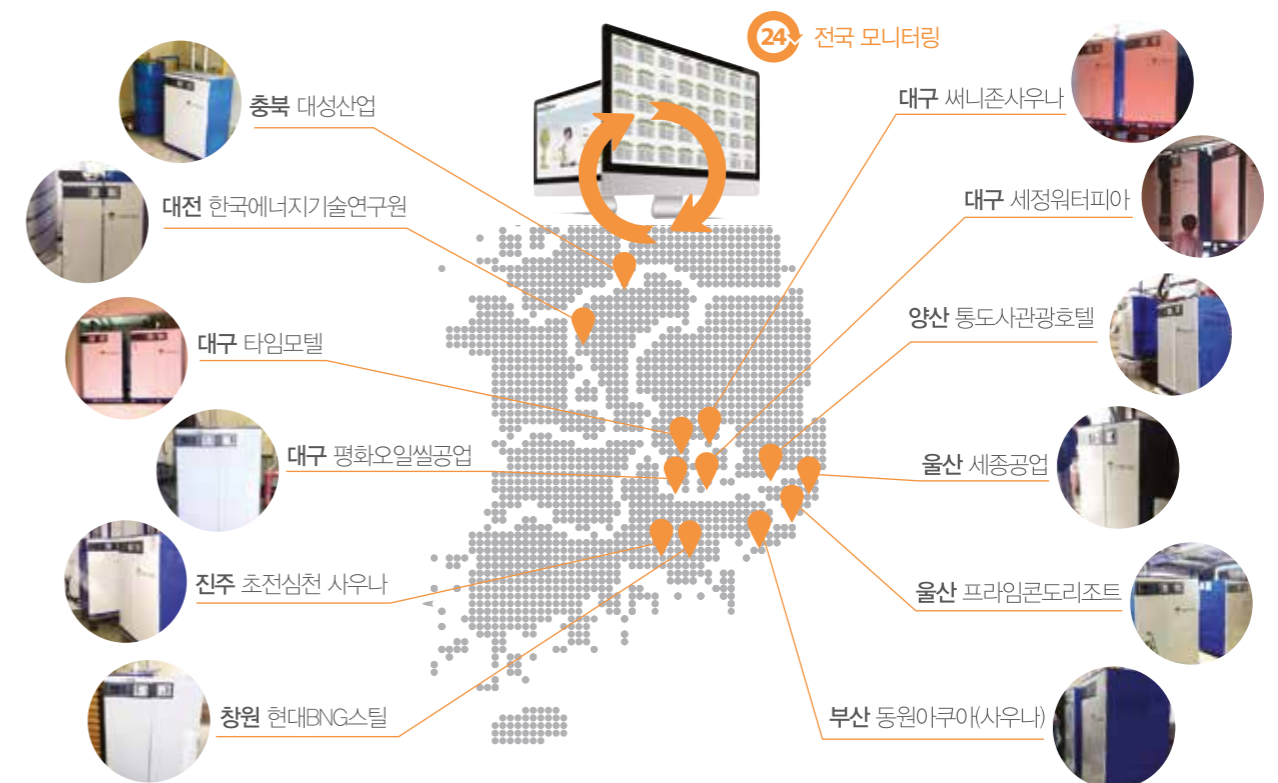 24 전국 모니터링
충북 대성산업
대전 한국에너지기술연구원
대구 타임모텔
대구 평화오일씰공업
진주 초전심천 사우나
창원 현대BNG스틸
대구 써니존사우나
대구 세정워터피아
양산 통도사관광호텔
울산 세종공업
울산 프라임콘도리조트
부산 동원아쿠아(사우나)